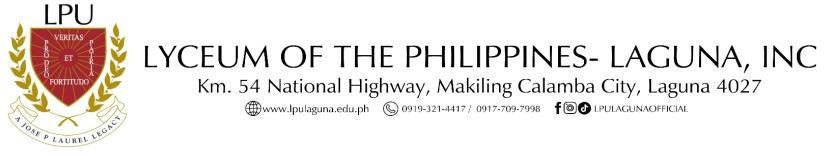 LPU
VERITAS
PRO DEO
ET
PATRIA
FORTITUDO
A JOSE P LAUREL LEGACY
LYCEUM OF THE PHILIPPINES- LAGUNA, INC
Km. 54 National Highway, Makiling Calamba City, Laguna 4027
www.lpulaguna.edu.ph 0919-321-4417 / 0917-709-7998 LPULAGUNAOFFICIAL